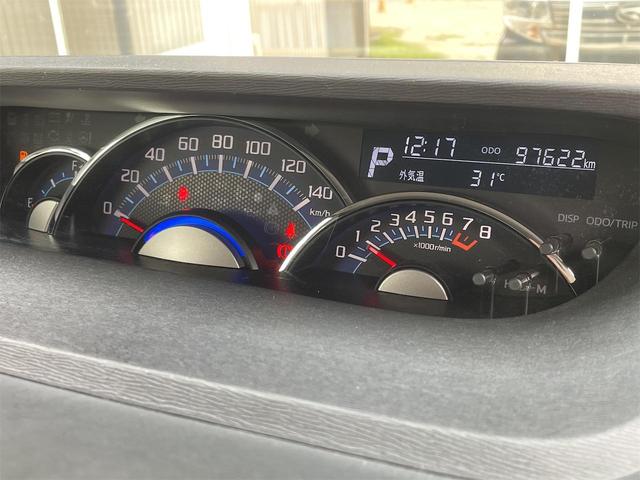 12:17 ODO 97622km
P
外気温 31℃
DISP ODO/TRIP
H M
F
E
0 20 40 60 80 100 120 140
km/h
0 1 2 3 4 5 6 7 8
×1000r/min